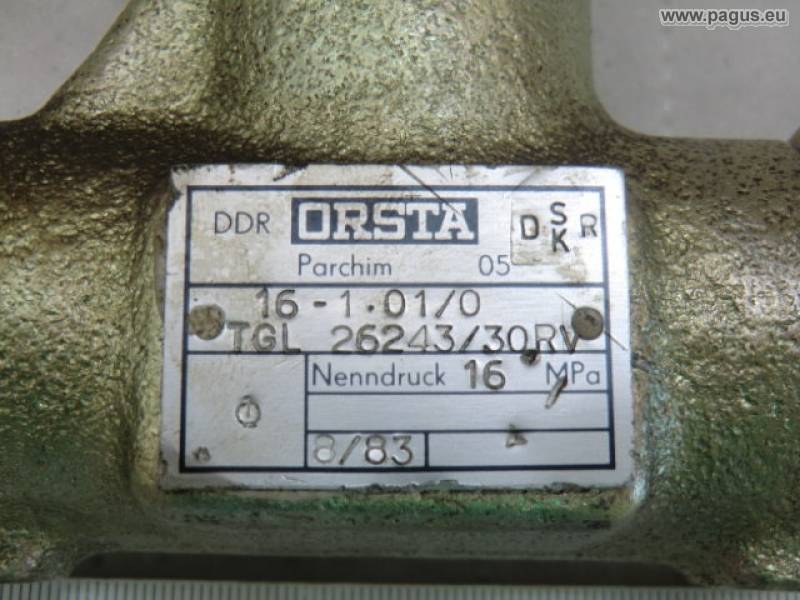 www.pagus.eu
DDR ORSTA DSKR
Parchim 05
16-1.01/0
TGL 26243/30RV
Nenndruck 16 MPa
8/83